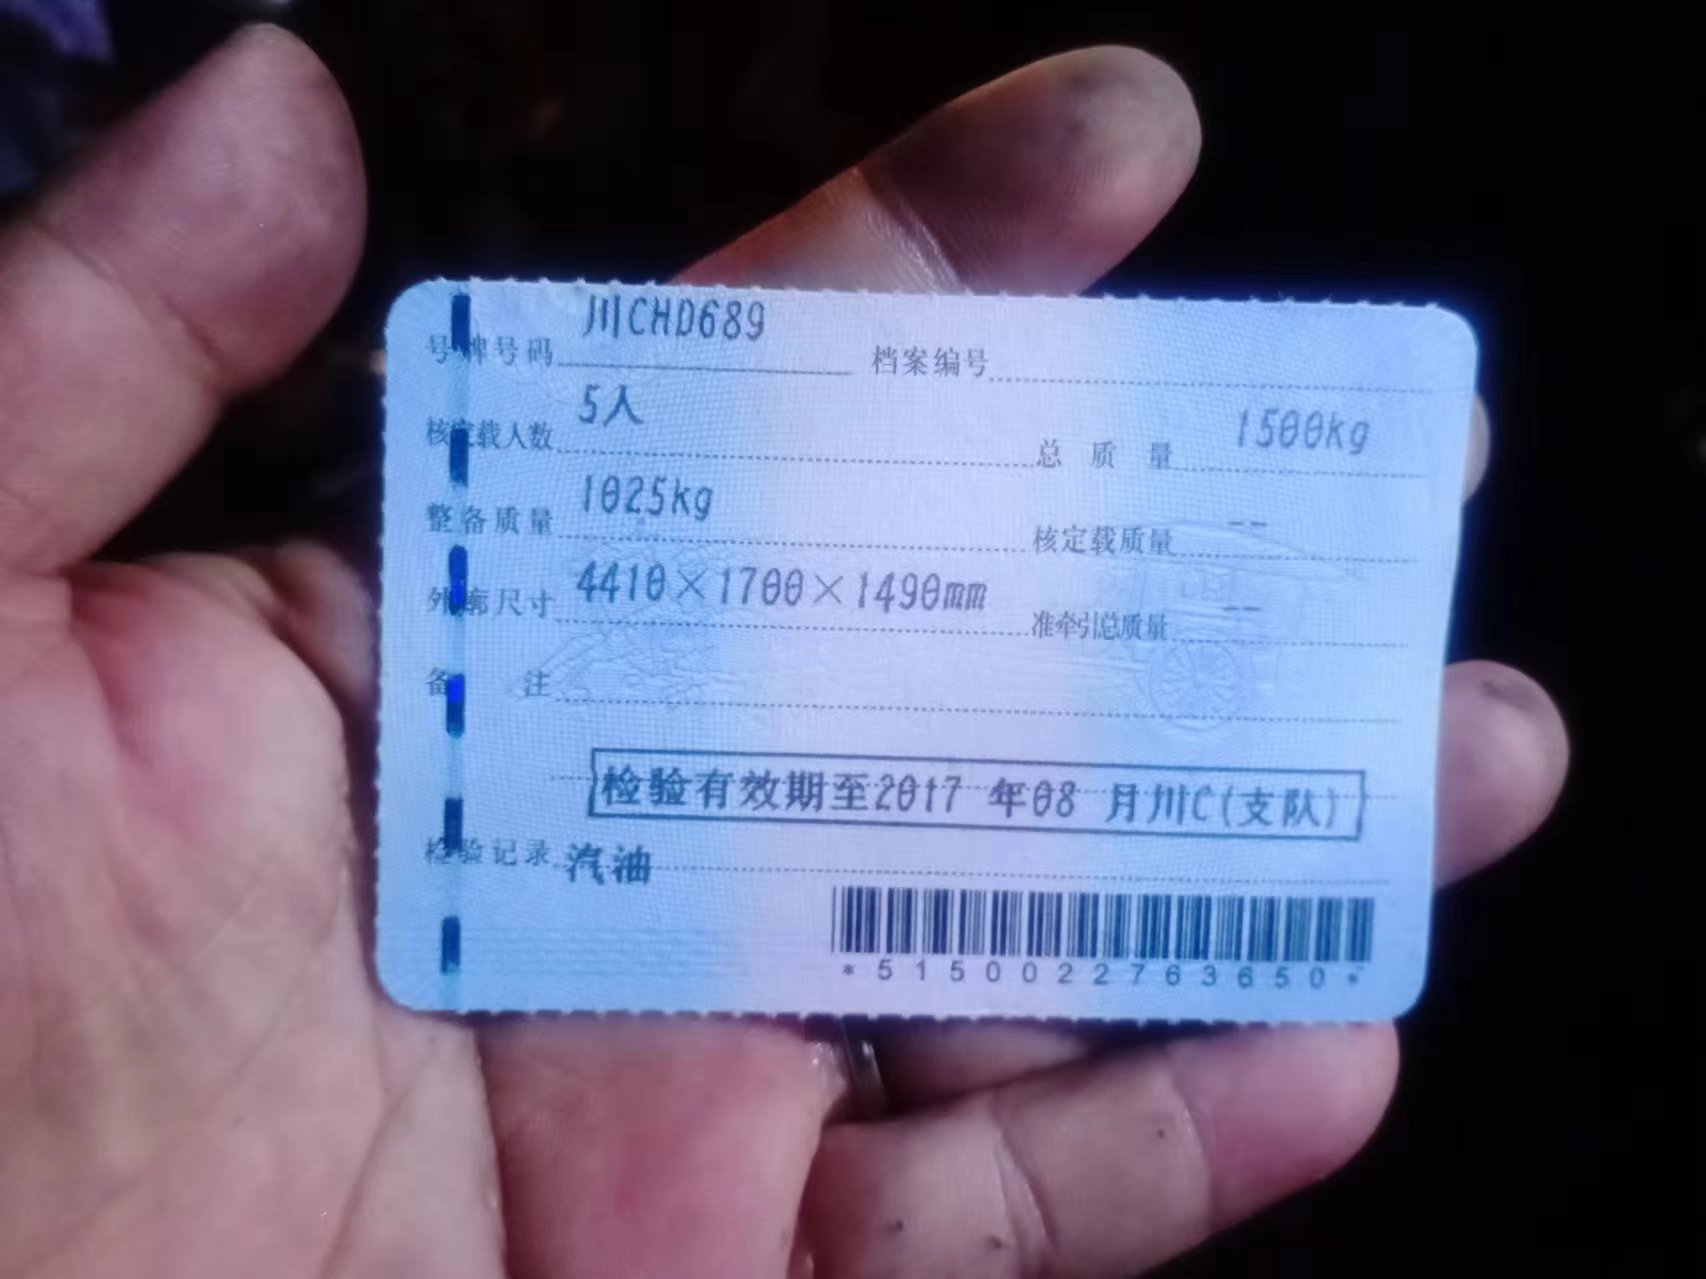 号牌号码 川CHD689 档案编号
核定载人数 5人 总质量 1500kg
整备质量 1025kg 核定载质量 --
外廓尺寸 4410×1700×1490mm 准牵引总质量 --
备注
检验有效期至2017 年08 月川C(支队)
检验记录 汽油
*5150022763650*